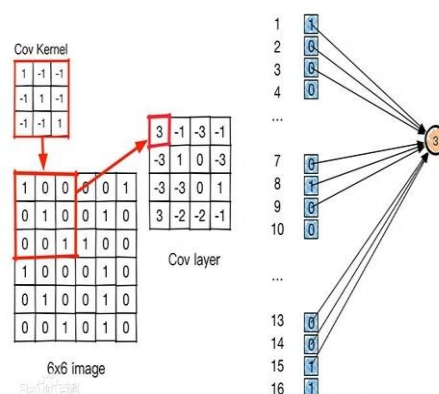 Cov Kernel
1 -1 -1
-1 1 -1
-1 -1 1
3 -1 -3 -1
-3 1 0 -3
-3 -3 0 1
3 -2 -2 -1
Cov layer
1 0 0 0 0 1
0 1 0 0 1 0
0 0 1 1 0 0
1 0 0 0 1 0
0 1 0 0 1 0
0 0 1 0 1 0
6x6 image
1 1
2 0
3 0
4 0
...
7 0
8 1
9 0
10 0
...
13 0
14 0
15 1
16 1
3